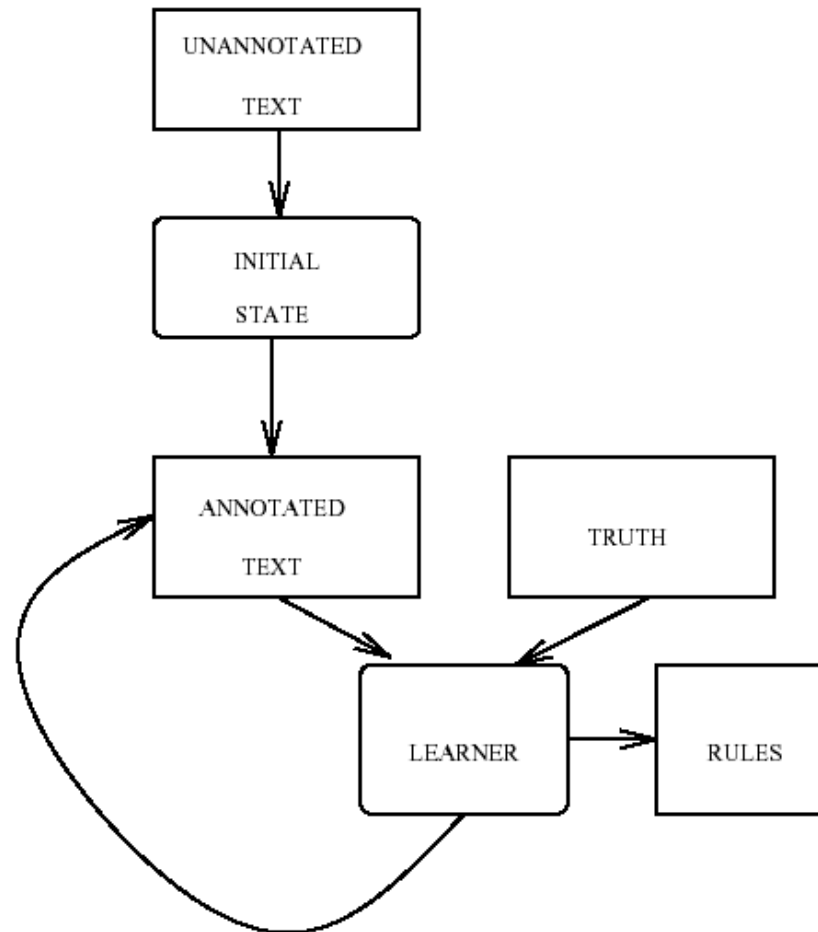 UNANNOTATED
TEXT
INITIAL
STATE
ANNOTATED
TEXT
TRUTH
LEARNER
RULES